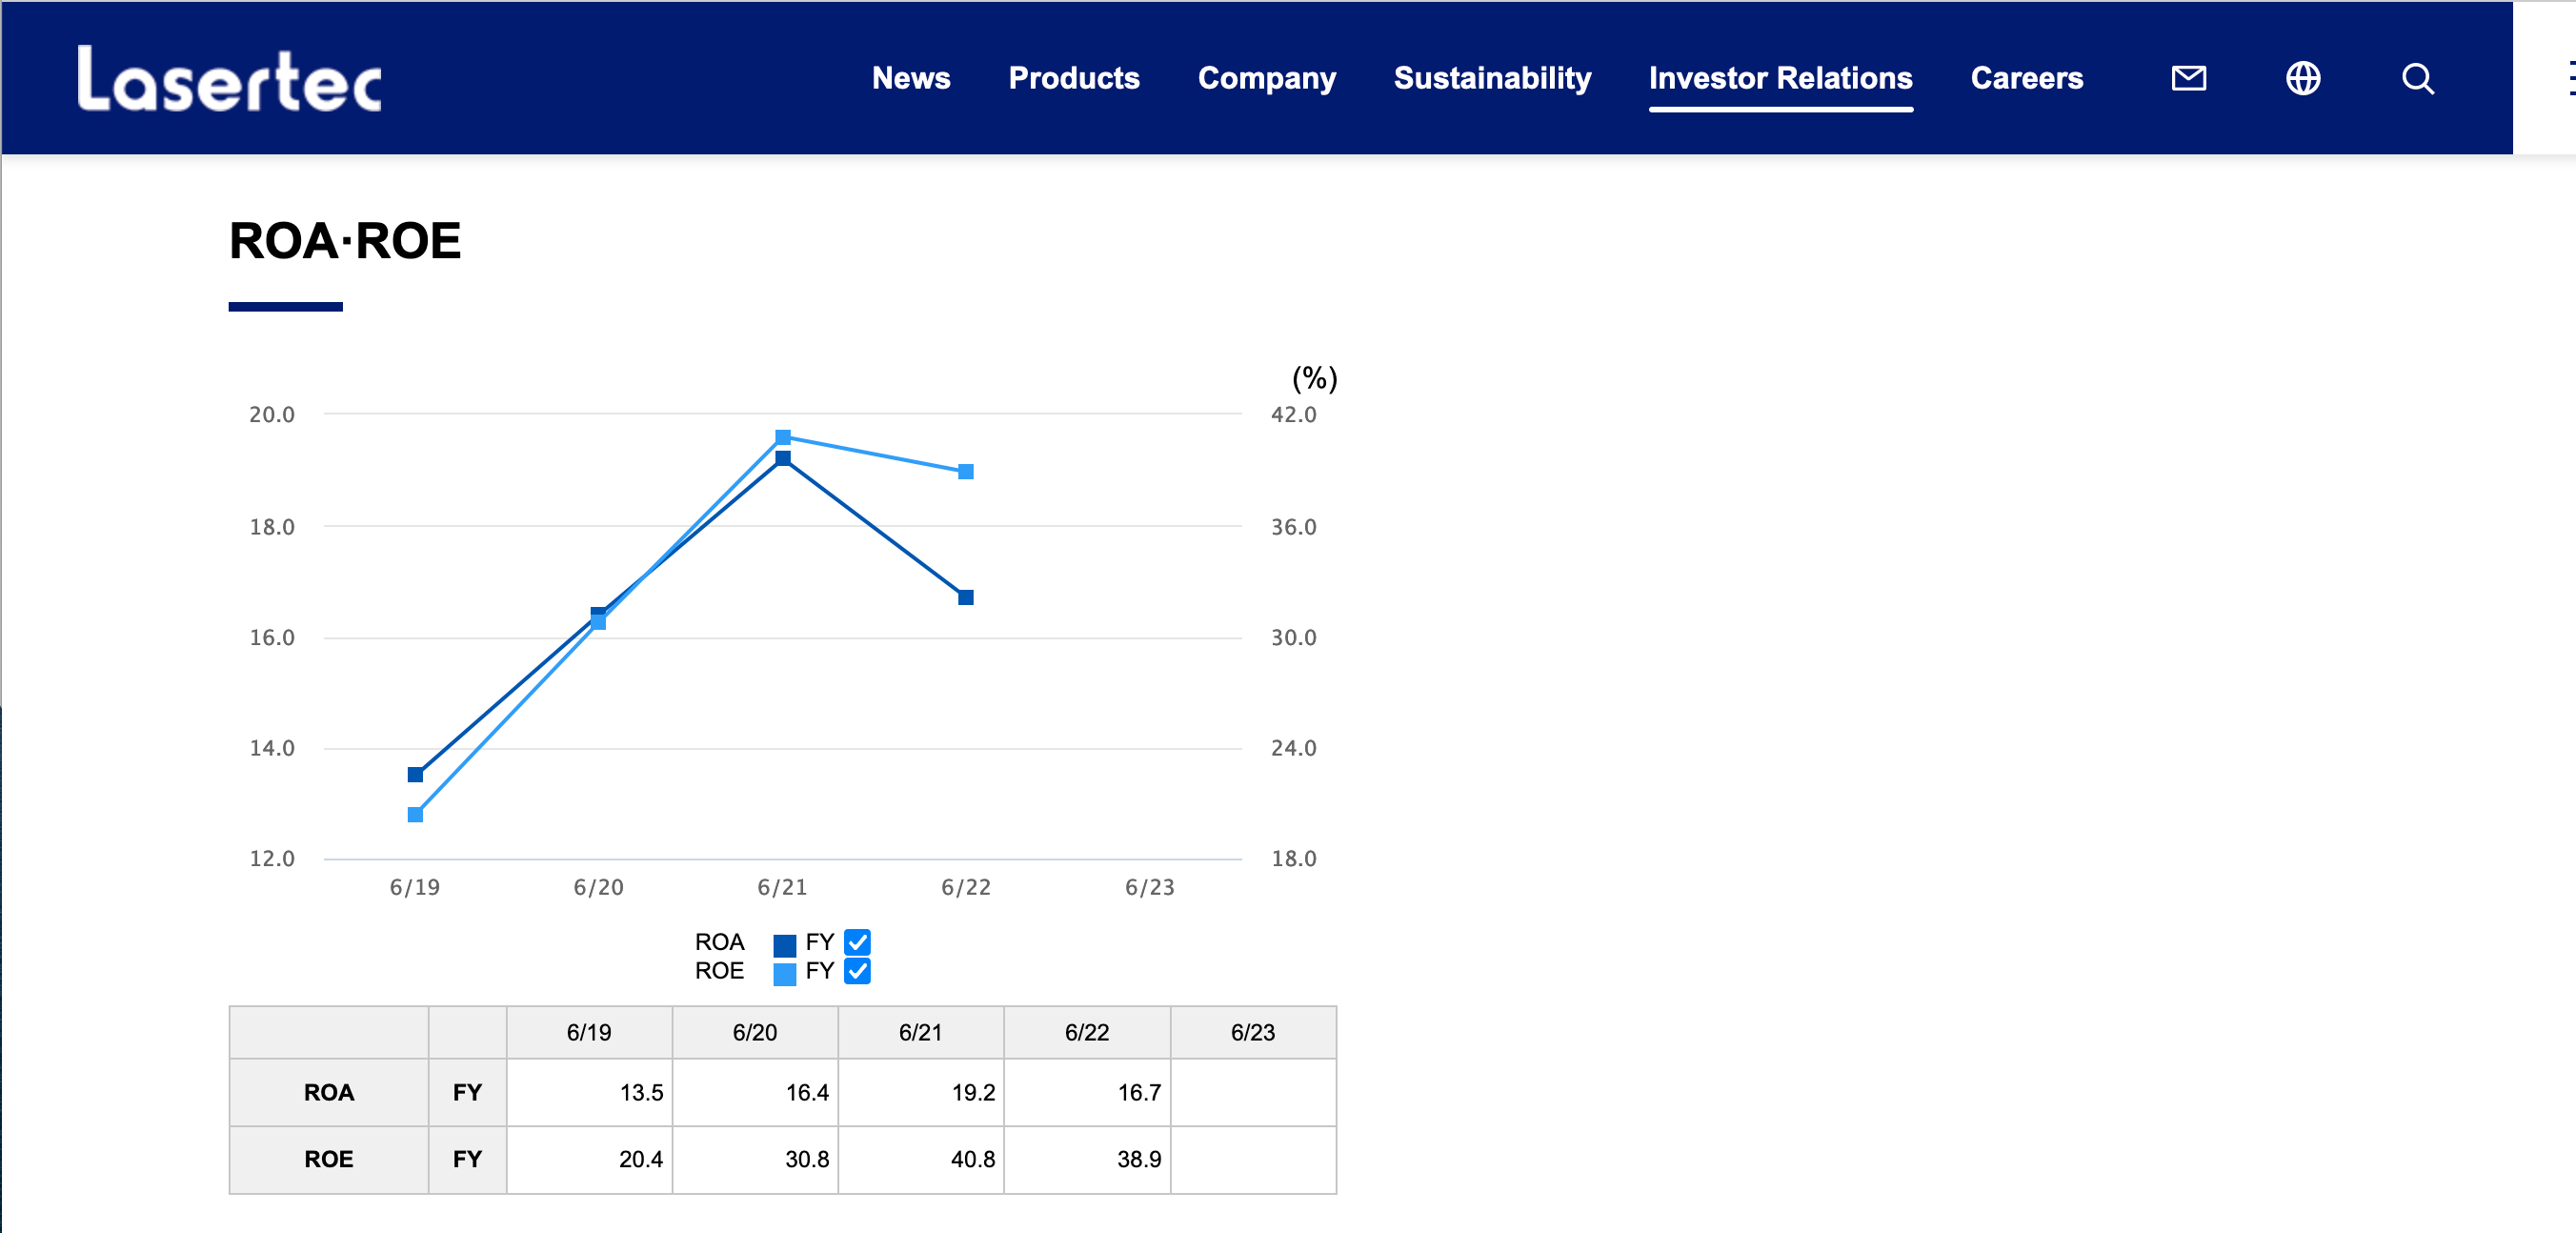 Lasertec News Products Company Sustainability Investor Relations Careers
ROA·ROE
(%)
20.0 42.0
18.0 36.0
16.0 30.0
14.0 24.0
12.0 18.0
6/19 6/20 6/21 6/22 6/23
ROA FY
ROE FY
6/19 6/20 6/21 6/22 6/23
ROA FY 13.5 16.4 19.2 16.7
ROE FY 20.4 30.8 40.8 38.9